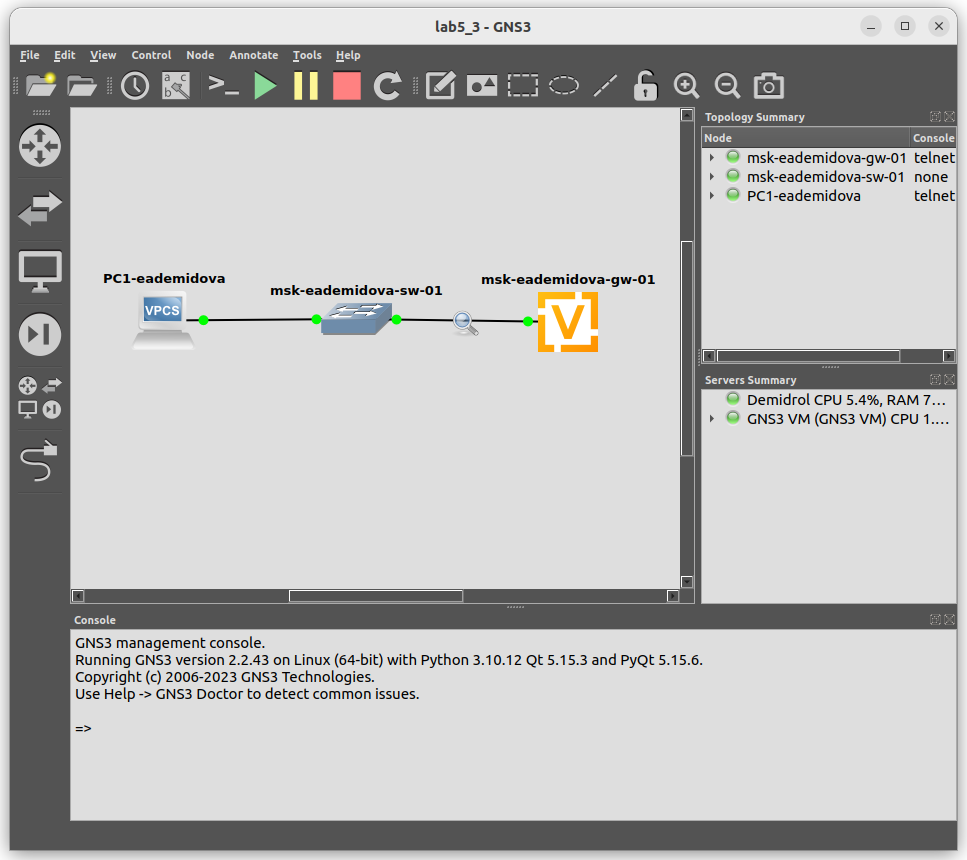 lab5_3 - GNS3
File Edit View Control Node Annotate Tools Help
a c
b
Topology Summary
Node Console
msk-eademidova-gw-01 telnet
msk-eademidova-sw-01 none
PC1-eademidova telnet
PC1-eademidova
msk-eademidova-sw-01
msk-eademidova-gw-01
VPCS
V
Servers Summary
Demidrol CPU 5.4%, RAM 7...
GNS3 VM (GNS3 VM) CPU 1....
Console
GNS3 management console.
Running GNS3 version 2.2.43 on Linux (64-bit) with Python 3.10.12 Qt 5.15.3 and PyQt 5.15.6.
Copyright (c) 2006-2023 GNS3 Technologies.
Use Help -> GNS3 Doctor to detect common issues.
=>